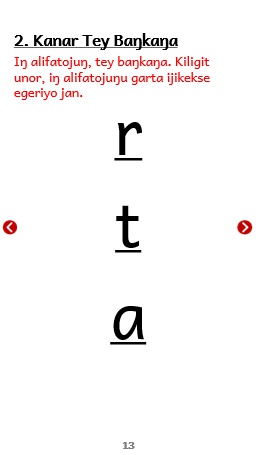 2. Kanar Tey Baŋkaŋa
Iŋ alifatojuŋ, tey baŋkaŋa. Kiligit
unor, iŋ alifatojuŋu garta ijikekse
egeriyo jan.
r
t
a
13